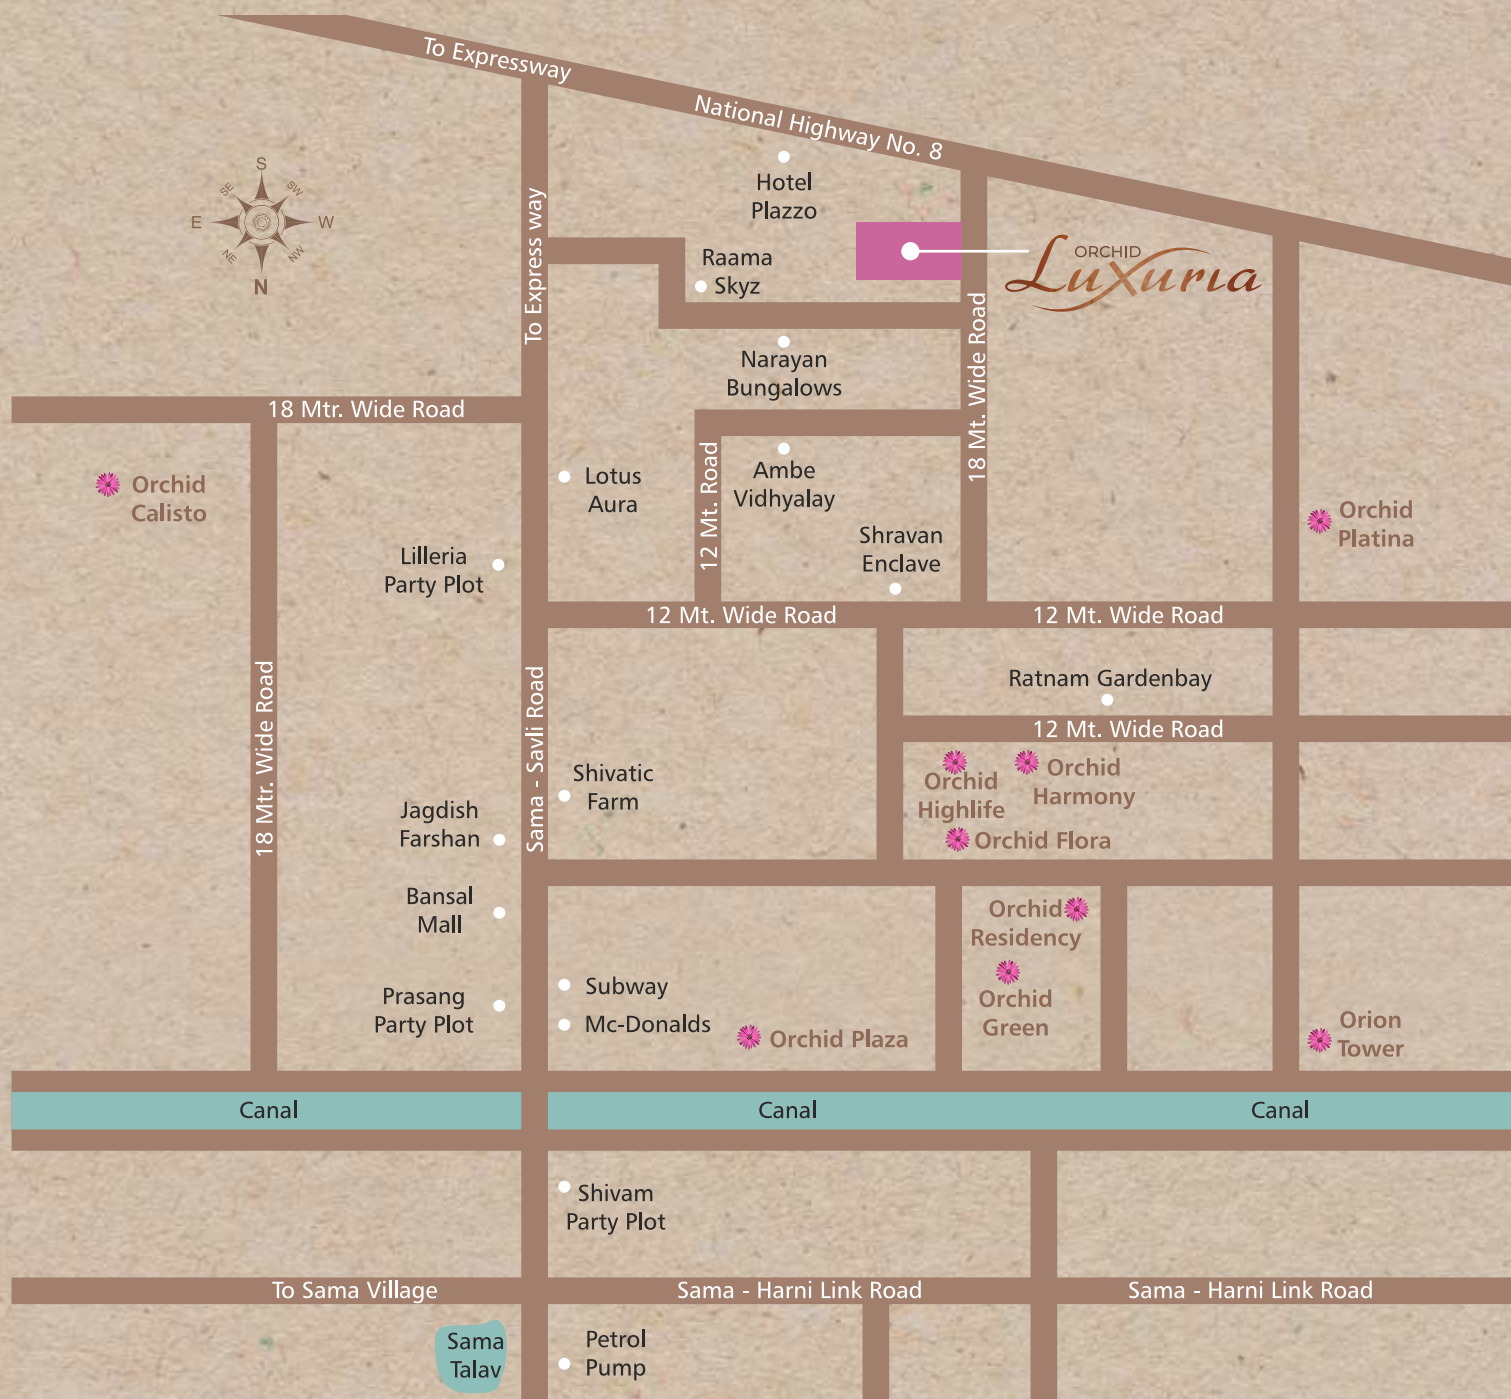 To Expressway
National Highway No. 8
S
SE
SW
E
W
NE
NW
N
To Express way
Hotel
Plazzo
Raama
Skyz
ORCHID
Luxuria
Narayan
Bungalows
18 Mt. Wide Road
18 Mtr. Wide Road
Orchid
Calisto
Lotus
Aura
12 Mt. Road
Ambe
Vidhyalay
Shravan
Enclave
Orchid
Platina
Lilleria
Party Plot
12 Mt. Wide Road
12 Mt. Wide Road
18 Mtr. Wide Road
Sama - Savli Road
Ratnam Gardenbay
12 Mt. Wide Road
Shivatic
Farm
Orchid
Highlife
Orchid
Harmony
Orchid Flora
Jagdish
Farshan
Bansal
Mall
Orchid
Residency
Prasang
Party Plot
Subway
Mc-Donalds
Orchid Plaza
Orchid
Green
Orion
Tower
Canal
Canal
Canal
Shivam
Party Plot
To Sama Village
Sama - Harni Link Road
Sama - Harni Link Road
Sama
Talav
Petrol
Pump